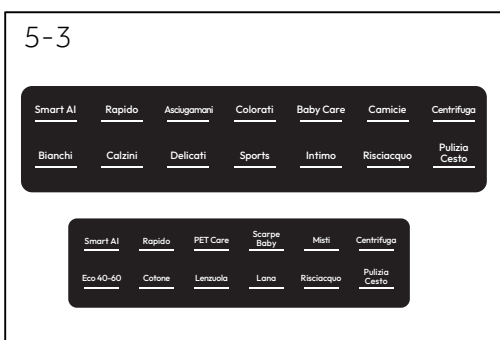 5-3
Smart AI Rapido Asciugamani Colorati Baby Care Camicie Centrifuga
Bianchi Calzini Delicati Sports Intimo Risciacquo Pulizia Cesto
Smart AI Rapido PET Care Scarpe Baby Misti Centrifuga
Eco 40-60 Cotone Lenzuola Lana Risciacquo Pulizia Cesto